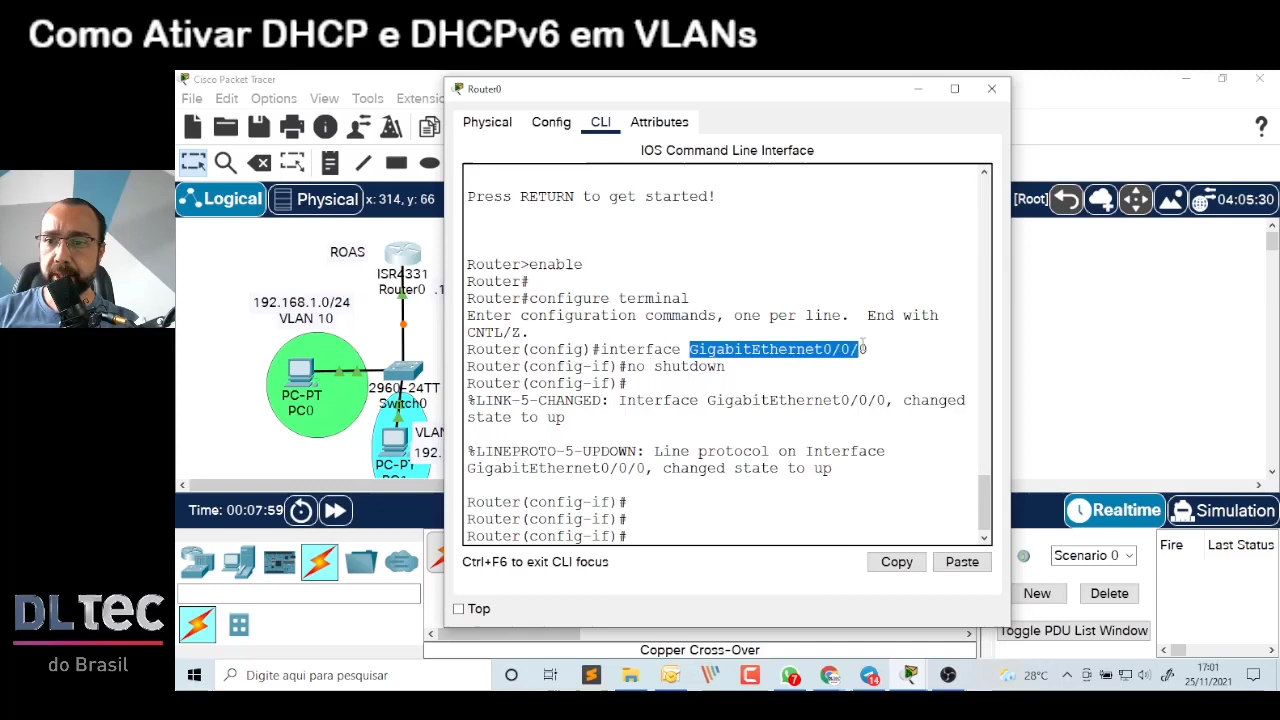 Como Ativar DHCP e DHCPv6 em VLANs
Cisco Packet Tracer
File Edit Options View Tools Extensic
Logical Physical x: 314, y: 66
[Root] 04:05:30
ROAS
ISR4331
Router0 .1
192.168.1.0/24
VLAN 10
PC-PT
PC0
2960-24TT
Switch0
VLAN
192.
PC-PT
Time: 00:07:59
Router0
Physical Config CLI Attributes
IOS Command Line Interface
Press RETURN to get started!
Router>enable
Router#
Router#configure terminal
Enter configuration commands, one per line. End with
CNTL/Z.
Router(config)#interface GigabitEthernet0/0/0
Router(config-if)#no shutdown
Router(config-if)#
%LINK-5-CHANGED: Interface GigabitEthernet0/0/0, changed
state to up
%LINEPROTO-5-UPDOWN: Line protocol on Interface
GigabitEthernet0/0/0, changed state to up
Router(config-if)#
Router(config-if)#
Router(config-if)#
Ctrl+F6 to exit CLI focus
Copy Paste
Top
Realtime Simulation
Scenario 0
Fire Last Status
New Delete
Toggle PDU List Window
Copper Cross-Over
DLTEC
do Brasil
Digite aqui para pesquisar
7
14
28°C
17:01
25/11/2021